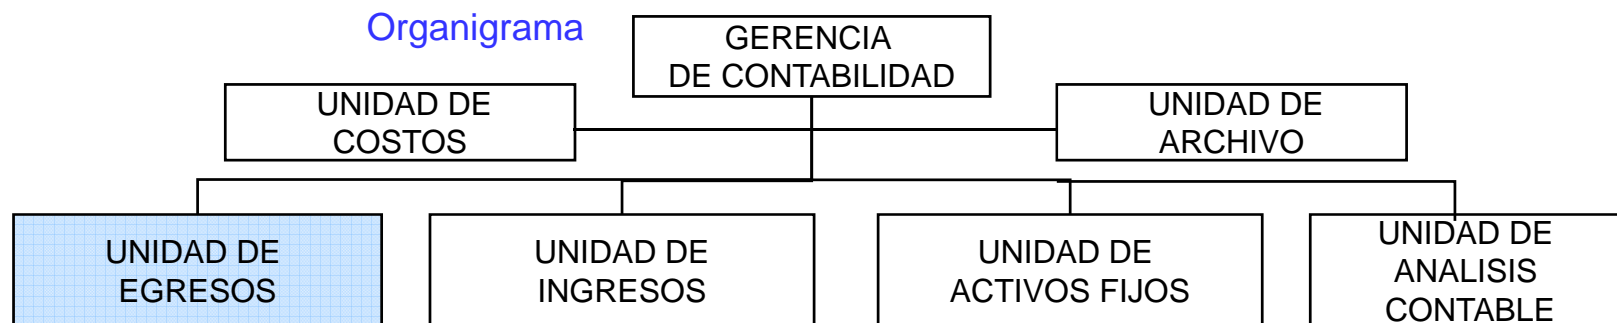 Organigrama
GERENCIA
DE CONTABILIDAD
UNIDAD DE
COSTOS
UNIDAD DE
ARCHIVO
UNIDAD DE
EGRESOS
UNIDAD DE
INGRESOS
UNIDAD DE
ACTIVOS FIJOS
UNIDAD DE
ANALISIS
CONTABLE